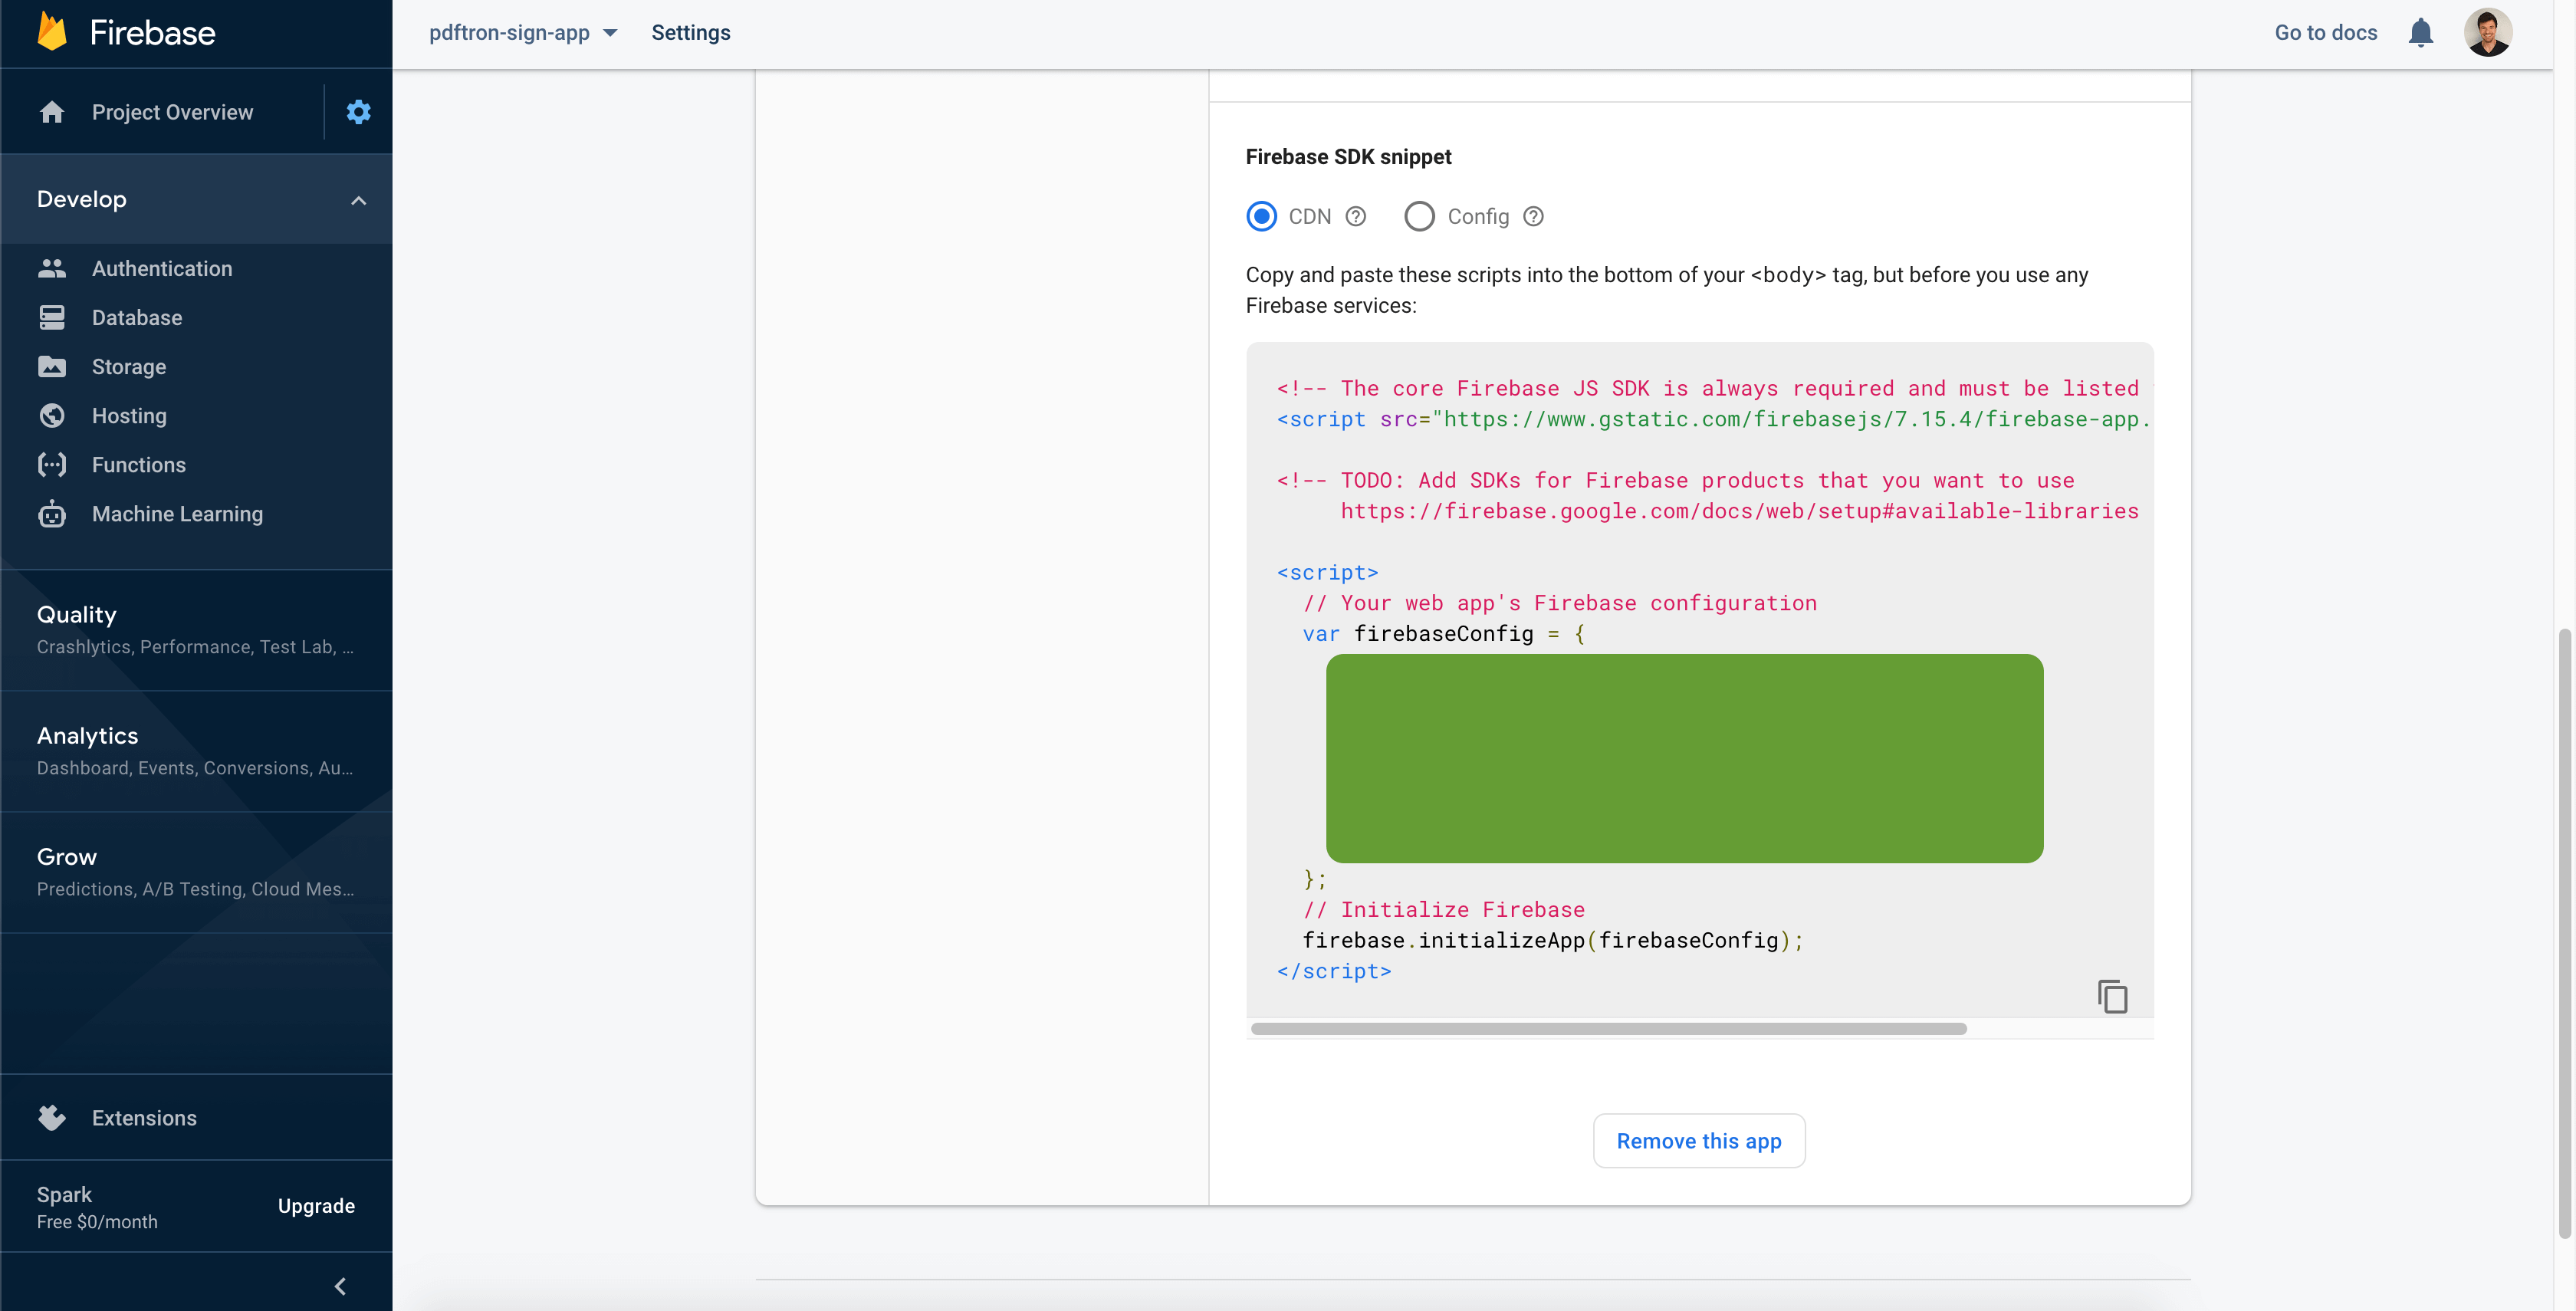 Firebase
pdftron-sign-app Settings Go to docs
Project Overview
Develop
Authentication
Database
Storage
Hosting
Functions
Machine Learning
Quality
Crashlytics, Performance, Test Lab, ...
Analytics
Dashboard, Events, Conversions, Au...
Grow
Predictions, A/B Testing, Cloud Mes...
Extensions
Spark
Free $0/month
Upgrade
Firebase SDK snippet
CDN Config
Copy and paste these scripts into the bottom of your <body> tag, but before you use any
Firebase services:
<!-- The core Firebase JS SDK is always required and must be listed
<script src="https://www.gstatic.com/firebasejs/7.15.4/firebase-app.
<!-- TODO: Add SDKs for Firebase products that you want to use
https://firebase.google.com/docs/web/setup#available-libraries
<script>
// Your web app's Firebase configuration
var firebaseConfig = {
};
// Initialize Firebase
firebase.initializeApp(firebaseConfig);
</script>
Remove this app